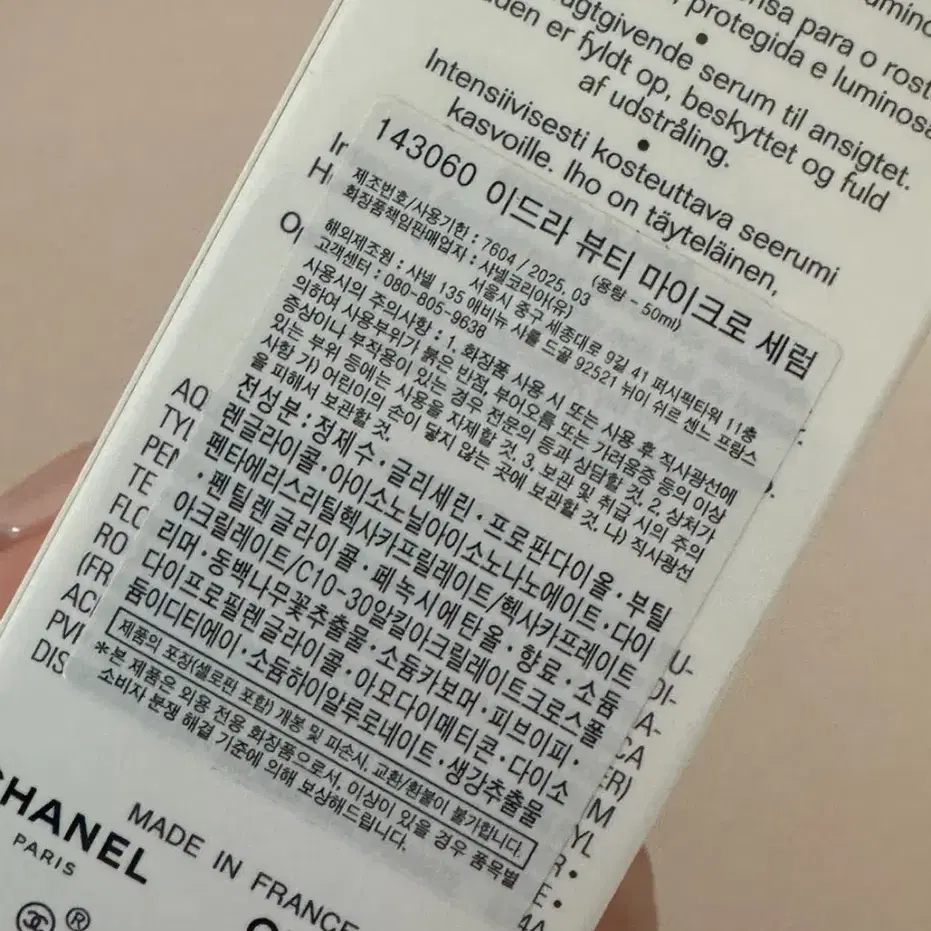 lumino
ensa para o rost
, protegida e luminosa
ugtgivende serum til ansigtet.
den er fyldt op, beskyttet og fuld
af udstråling.
Intensiivisesti kosteuttava seerumi
kasvoille. Iho on täyteläinen,
143060 이드라 뷰티 마이크로 세럼
(용량 - 50ml)
제조번호/사용기한 : 7604 / 2025. 03
화장품책임판매업자 : 샤넬코리아(유)
서울시 중구 세종대로 9길 41 퍼시픽타워 11층
해외제조원 : 샤넬 135 애비뉴 샤를 드골 92521 뉘이 쉬르 센느 프랑스
고객센터 : 080-805-9638
사용시의 주의사항 : 1. 화장품 사용 시 또는 사용 후 직사광선에
의하여 사용부위가 붉은 반점, 부어오름 또는 가려움증 등의 이상
증상이나 부작용이 있는 경우 전문의 등과 상담할 것. 2. 상처가
있는 부위 등에는 사용을 자제할 것. 3. 보관 및 취급 시의 주의
사항 가) 어린이의 손이 닿지 않는 곳에 보관할 것. 나) 직사광선
을 피해서 보관할 것.
전성분 : 정제수 · 글리세린 · 프로판다이올 · 부틸
렌글라이콜 · 아이소노닐아이소노나노에이트 · 다이
펜타에리스리틸헥사카프릴레이트/헥사카프레이트
· 펜틸렌글라이콜 · 페녹시에탄올 · 향료 · 소듐
아크릴레이트/C10-30알킬아크릴레이트크로스폴
리머 · 동백나무꽃추출물 · 소듐카보머 · 피브이피 ·
다이프로필렌글라이콜 · 아모다이메티콘 · 다이소
듐이디티에이 · 소듐하이알루로네이트 · 생강추출물
제품의 포장(셀로판 포함) 개봉 및 파손시, 교환/환불이 불가합니다.
*본 제품은 외용 전용 화장품으로서, 이상이 있을 경우 품목별
소비자 분쟁 해결 기준에 의해 보상해드립니다.
AQ
TYL
PEN
TE
FLO
RO
(FR
AC
PVI
DIS
CHANEL
PARIS
MADE IN FRANCE